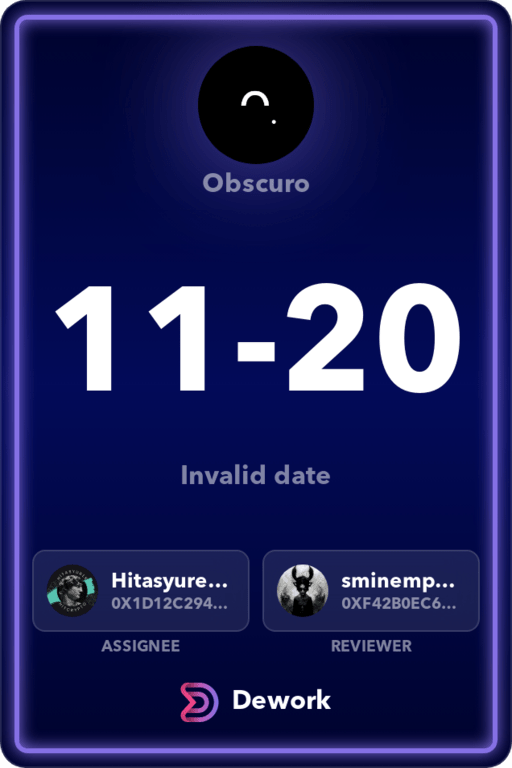 Obscuro
11-20
Invalid date
Hitasyure...
0X1D12C294...
sminemp...
0XF42B0EC6...
ASSIGNEE
REVIEWER
Dework